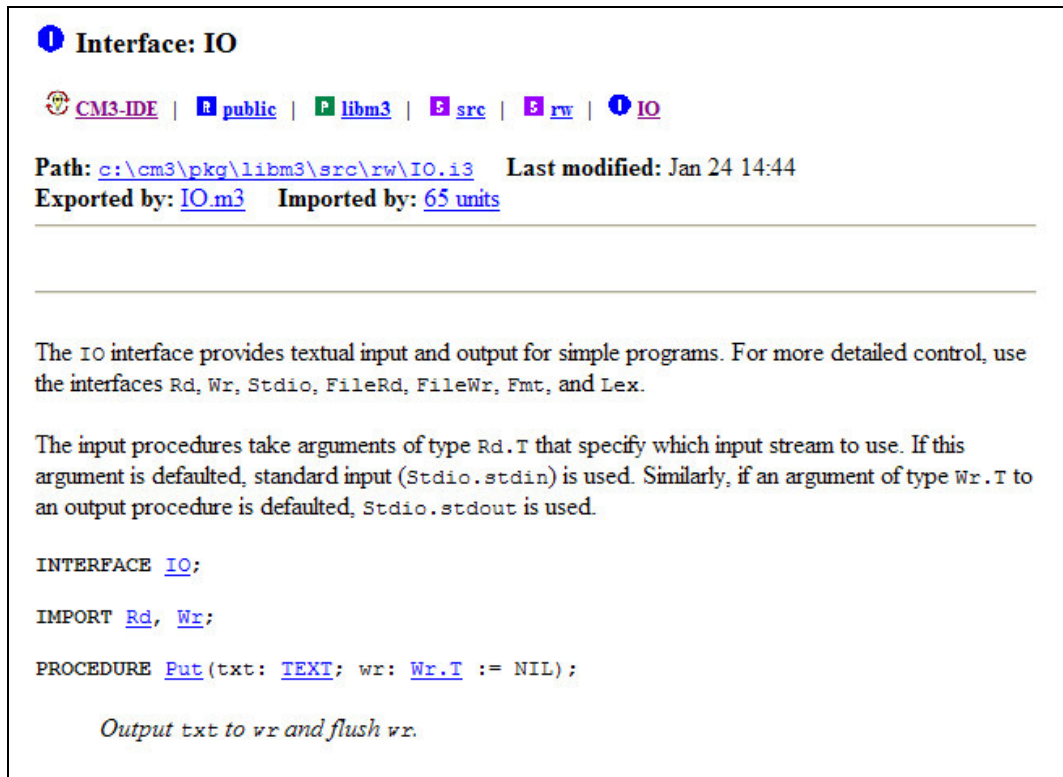 I Interface: IO
CM3-IDE | R public | P libm3 | S src | S rw | I IO
Path: c:\cm3\pkg\libm3\src\rw\IO.i3 Last modified: Jan 24 14:44
Exported by: IO.m3 Imported by: 65 units
The IO interface provides textual input and output for simple programs. For more detailed control, use
the interfaces Rd, Wr, Stdio, FileRd, FileWr, Fmt, and Lex.
The input procedures take arguments of type Rd.T that specify which input stream to use. If this
argument is defaulted, standard input (Stdio.stdin) is used. Similarly, if an argument of type Wr.T to
an output procedure is defaulted, Stdio.stdout is used.
INTERFACE IO;
IMPORT Rd, Wr;
PROCEDURE Put(txt: TEXT; wr: Wr.T := NIL);
Output txt to wr and flush wr.